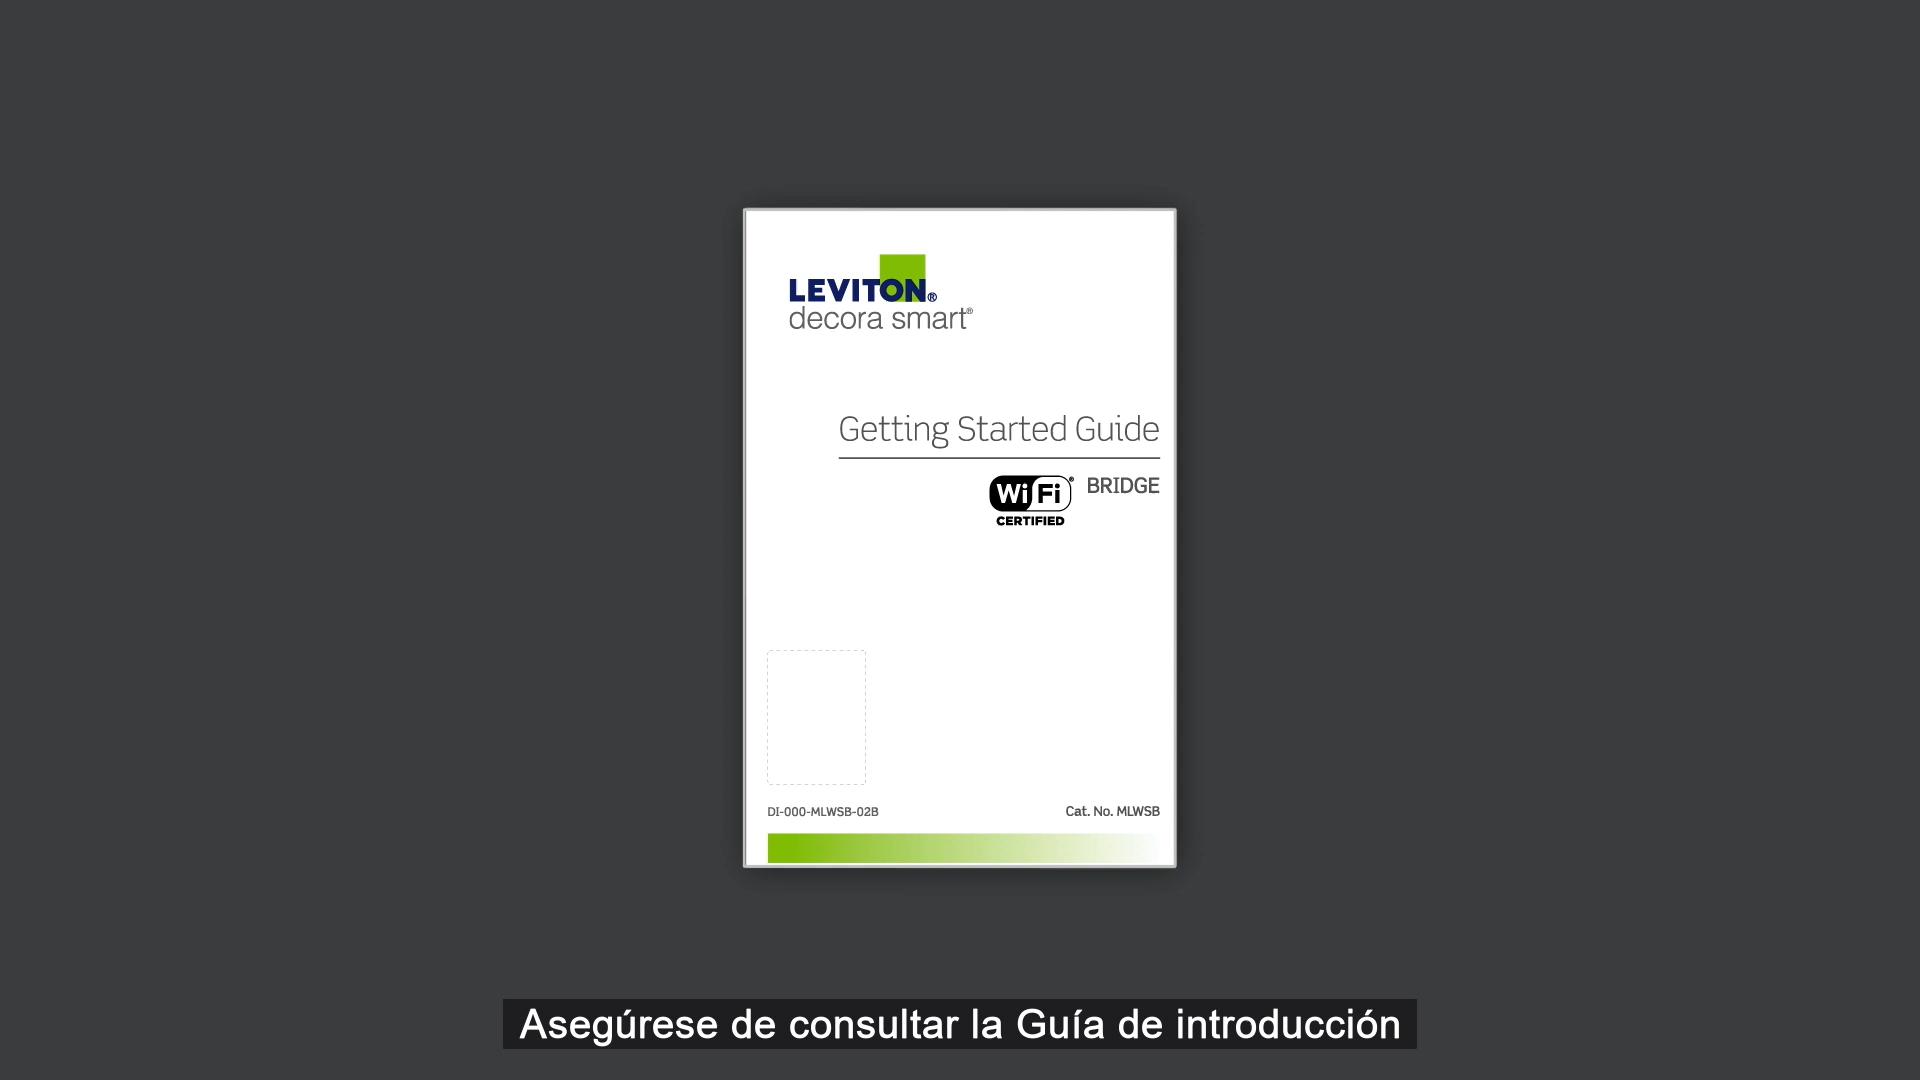 LEVITON®
decora smart®
Getting Started Guide
Wi Fi® BRIDGE
CERTIFIED
DI-000-MLWSB-02B
Cat. No. MLWSB
Asegúrese de consultar la Guía de introducción